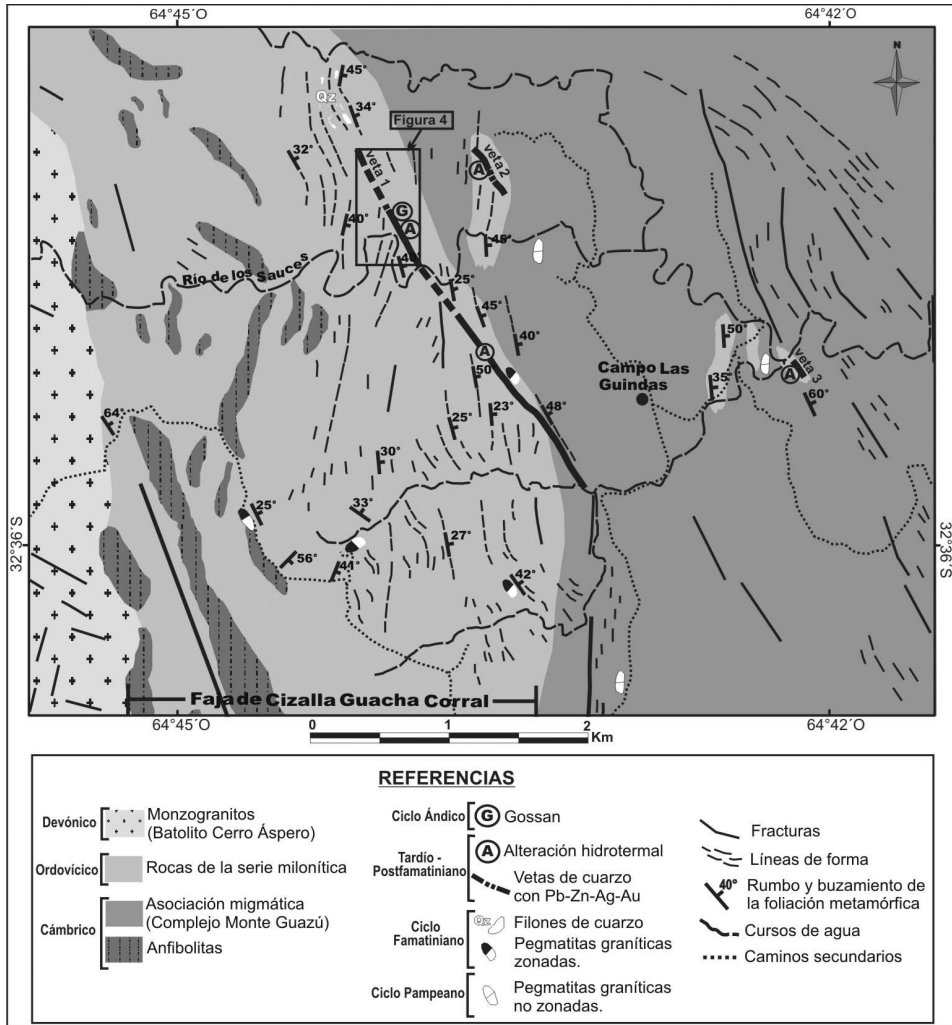 64°45´O
64°42´O
N
45°
Qz
34°
Figura 4
32°
veta 1
veta 2
A
G
A
40°
45°
40°
Río de los Sauces
25°
45°
40°
50°
A
50
Campo Las
Guindas
veta 3
A
35°
60°
64°
23°
48°
25°
30°
25°
33°
32°36´S
32°36´S
27°
56°
41°
42°
Faja de Cizalla Guacha Corral
64°45´O
64°42´O
0
1
2
Km
REFERENCIAS
Devónico
Monzogranitos
(Batolito Cerro Áspero)
Ordovícico
Rocas de la serie milonítica
Cámbrico
Asociación migmática
(Complejo Monte Guazú)
Anfibolitas
Ciclo Ándico
G
Gossan
Tardío -
Postfamatiniano
A
Alteración hidrotermal
Vetas de cuarzo
con Pb-Zn-Ag-Au
Ciclo
Famatiniano
Qz
Filones de cuarzo
Pegmatitas graníticas
zonadas.
Ciclo Pampeano
Pegmatitas graníticas
no zonadas.
Fracturas
Líneas de forma
40°
Rumbo y buzamiento de
la foliación metamórfica
Cursos de agua
Caminos secundarios